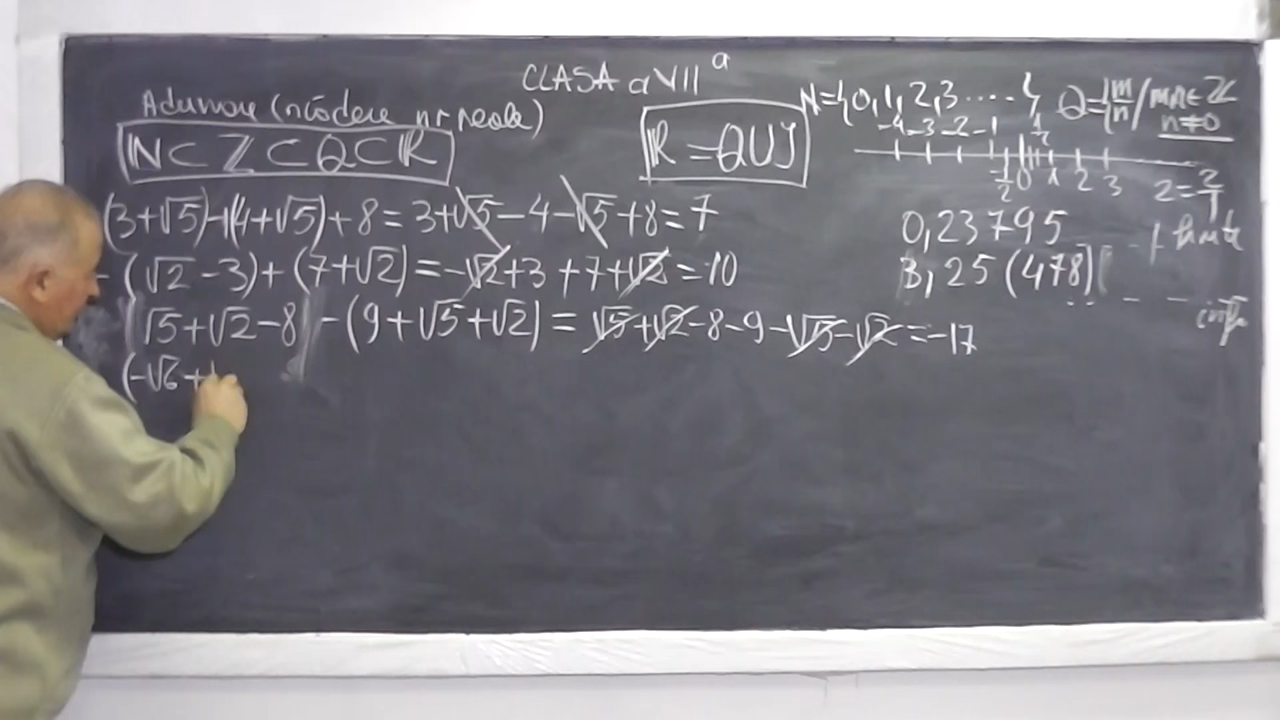 CLASA a VII a
Adunare (scădere nr reale)
N ⊂ Z ⊂ Q ⊂ R
R = Q ∪ I
N = {0, 1, 2, 3 .... }
Q = { m/n / m, n ∈ Z
n ≠ 0
-4 -3 -2 -1 1/2
-1/2 0 1 2 3
2 = 2/1
(3+√5) - (4+√5) + 8 = 3+√5 - 4 - √5 + 8 = 7
0,23795
- (√2 - 3) + (7+√2) = -√2 + 3 + 7 + √2 = 10
3,25(478)
(√5+√2-8) - (9+√5+√2) = √5+√2-8-9-√5-√2 = -17
(-√6 +